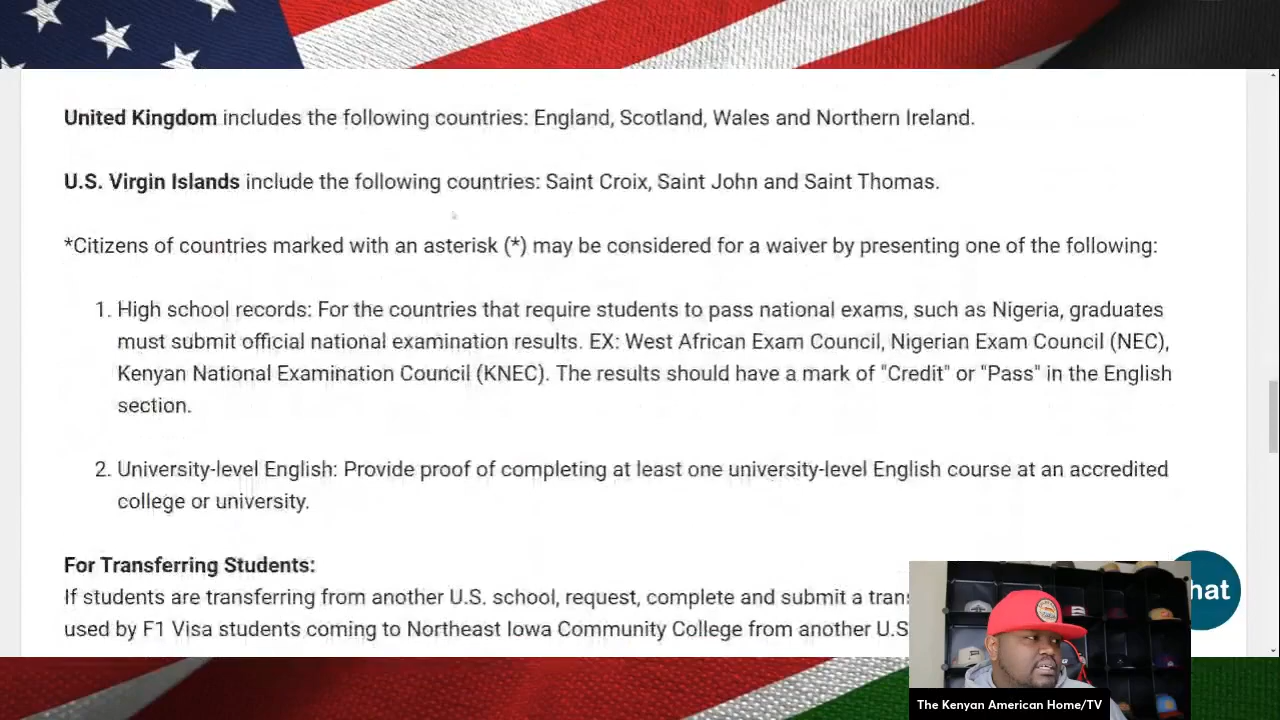 United Kingdom includes the following countries: England, Scotland, Wales and Northern Ireland.
U.S. Virgin Islands include the following countries: Saint Croix, Saint John and Saint Thomas.
*Citizens of countries marked with an asterisk (*) may be considered for a waiver by presenting one of the following:
1. High school records: For the countries that require students to pass national exams, such as Nigeria, graduates
must submit official national examination results. EX: West African Exam Council, Nigerian Exam Council (NEC),
Kenyan National Examination Council (KNEC). The results should have a mark of "Credit" or "Pass" in the English
section.
2. University-level English: Provide proof of completing at least one university-level English course at an accredited
college or university.
For Transferring Students:
If students are transferring from another U.S. school, request, complete and submit a tran
used by F1 Visa students coming to Northeast Iowa Community College from another U.S
hat
The Kenyan American Home/TV